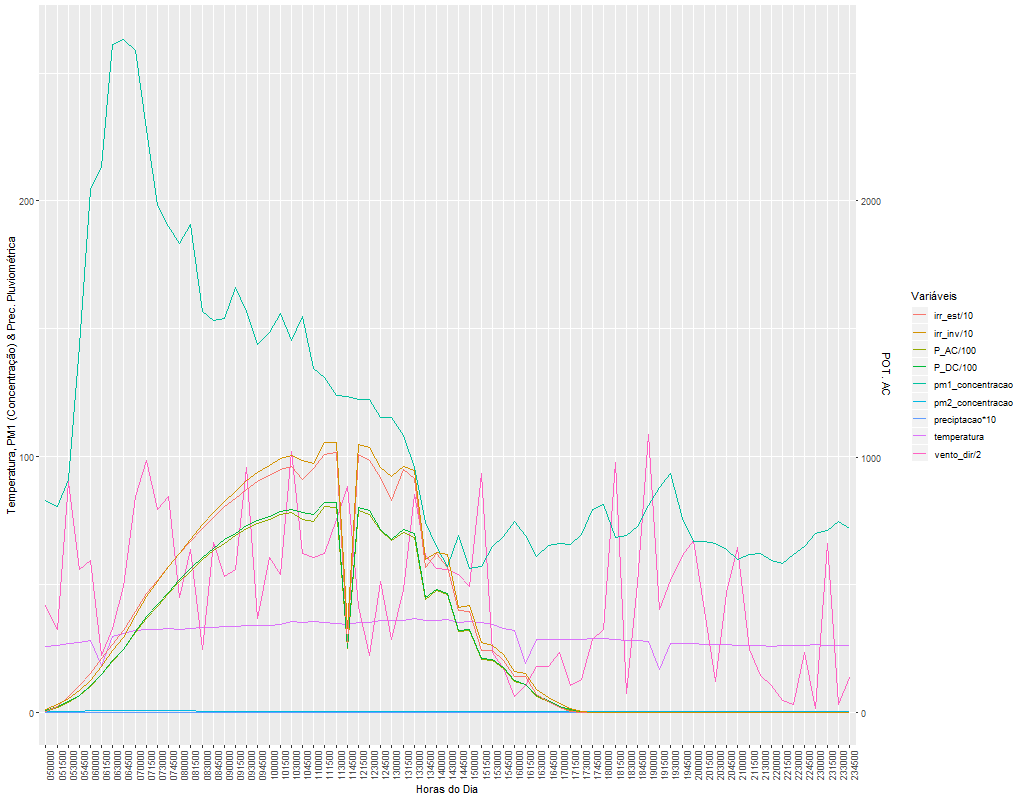 Temperatura, PM1 (Concentração) & Prec. Pluviométrica
200
100
0
2000
1000
0
POT. AC
050000 051500 053000 054500 060000 061500 063000 064500 070000 071500 073000 074500 080000 081500 083000 084500 090000 091500 093000 094500 100000 101500 103000 104500 110000 111500 113000 114500 121500 123000 124500 130000 131500 133000 134500 140000 143000 144500 150000 151500 153000 154500 160000 161500 163000 164500 170000 171500 173000 174500 180000 181500 183000 184500 190000 191500 193000 194500 200000 201500 203000 204500 210000 211500 213000 214500 220000 221500 223000 224500 230000 231500 233000 234500
Horas do Dia
Variáveis
irr_est/10
irr_inv/10
P_AC/100
P_DC/100
pm1_concentracao
pm2_concentracao
preciptacao*10
temperatura
vento_dir/2